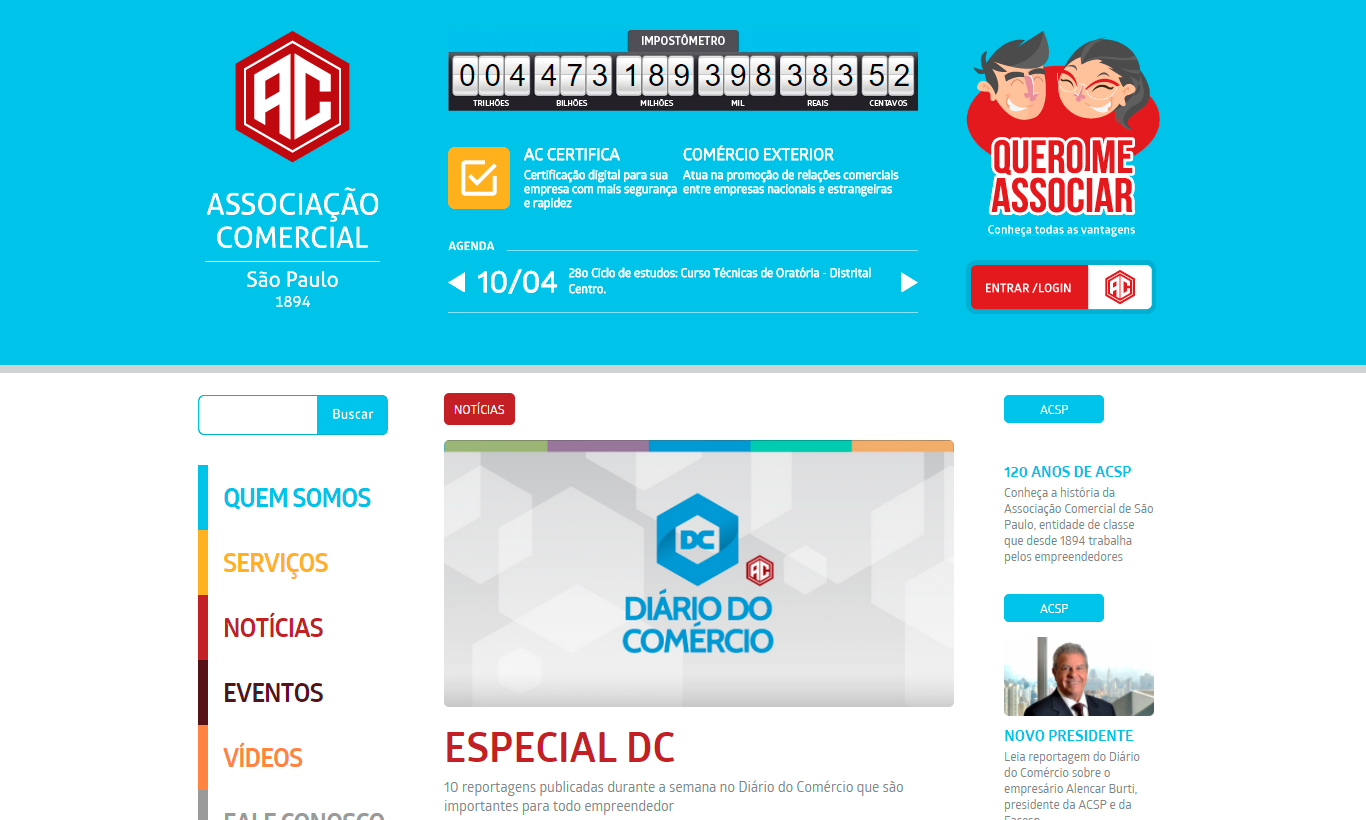 AC
ASSOCIAÇÃO
COMERCIAL
São Paulo
1894
IMPOSTÔMETRO
004 473 189 398 383 52
TRILHÕES BILHÕES MILHÕES MIL REAIS CENTAVOS
AC CERTIFICA
Certificação digital para sua
empresa com mais segurança
e rapidez
COMÉRCIO EXTERIOR
Atua na promoção de relações comerciais
entre empresas nacionais e estrangeiras
AGENDA
10/04
28o Ciclo de estudos: Curso Técnicas de Oratória - Distrital
Centro.
QUERO ME
ASSOCIAR
Conheça todas as vantagens
ENTRAR /LOGIN
AC
Buscar
QUEM SOMOS
SERVIÇOS
NOTÍCIAS
EVENTOS
VÍDEOS
FALE CONOSCO
NOTÍCIAS
DC
AC
DIÁRIO DO
COMÉRCIO
ESPECIAL DC
10 reportagens publicadas durante a semana no Diário do Comércio que são
importantes para todo empreendedor
ACSP
120 ANOS DE ACSP
Conheça a história da
Associação Comercial de São
Paulo, entidade de classe
que desde 1894 trabalha
pelos empreendedores
ACSP
NOVO PRESIDENTE
Leia reportagem do Diário
do Comércio sobre o
empresário Alencar Burti,
presidente da ACSP e da
Facesp